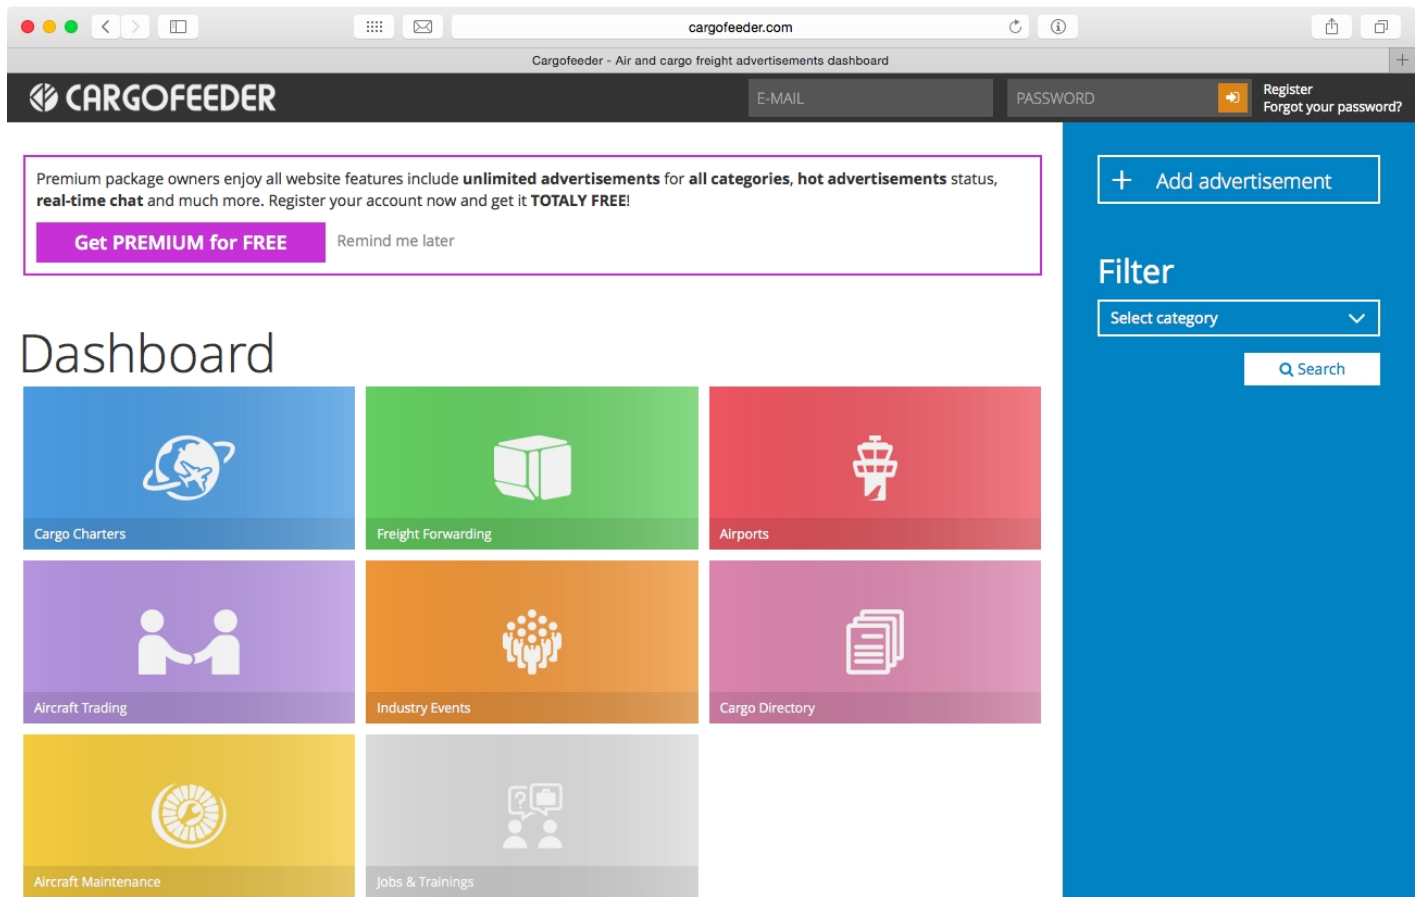 cargofeeder.com
Cargofeeder - Air and cargo freight advertisements dashboard
CARGOFEEDER
E-MAIL
PASSWORD
Register
Forgot your password?
Premium package owners enjoy all website features include unlimited advertisements for all categories, hot advertisements status,
real-time chat and much more. Register your account now and get it TOTALY FREE!
Get PREMIUM for FREE
Remind me later
+ Add advertisement
Filter
Select category
Search
Dashboard
Cargo Charters
Freight Forwarding
Airports
Aircraft Trading
Industry Events
Cargo Directory
Aircraft Maintenance
Jobs & Trainings